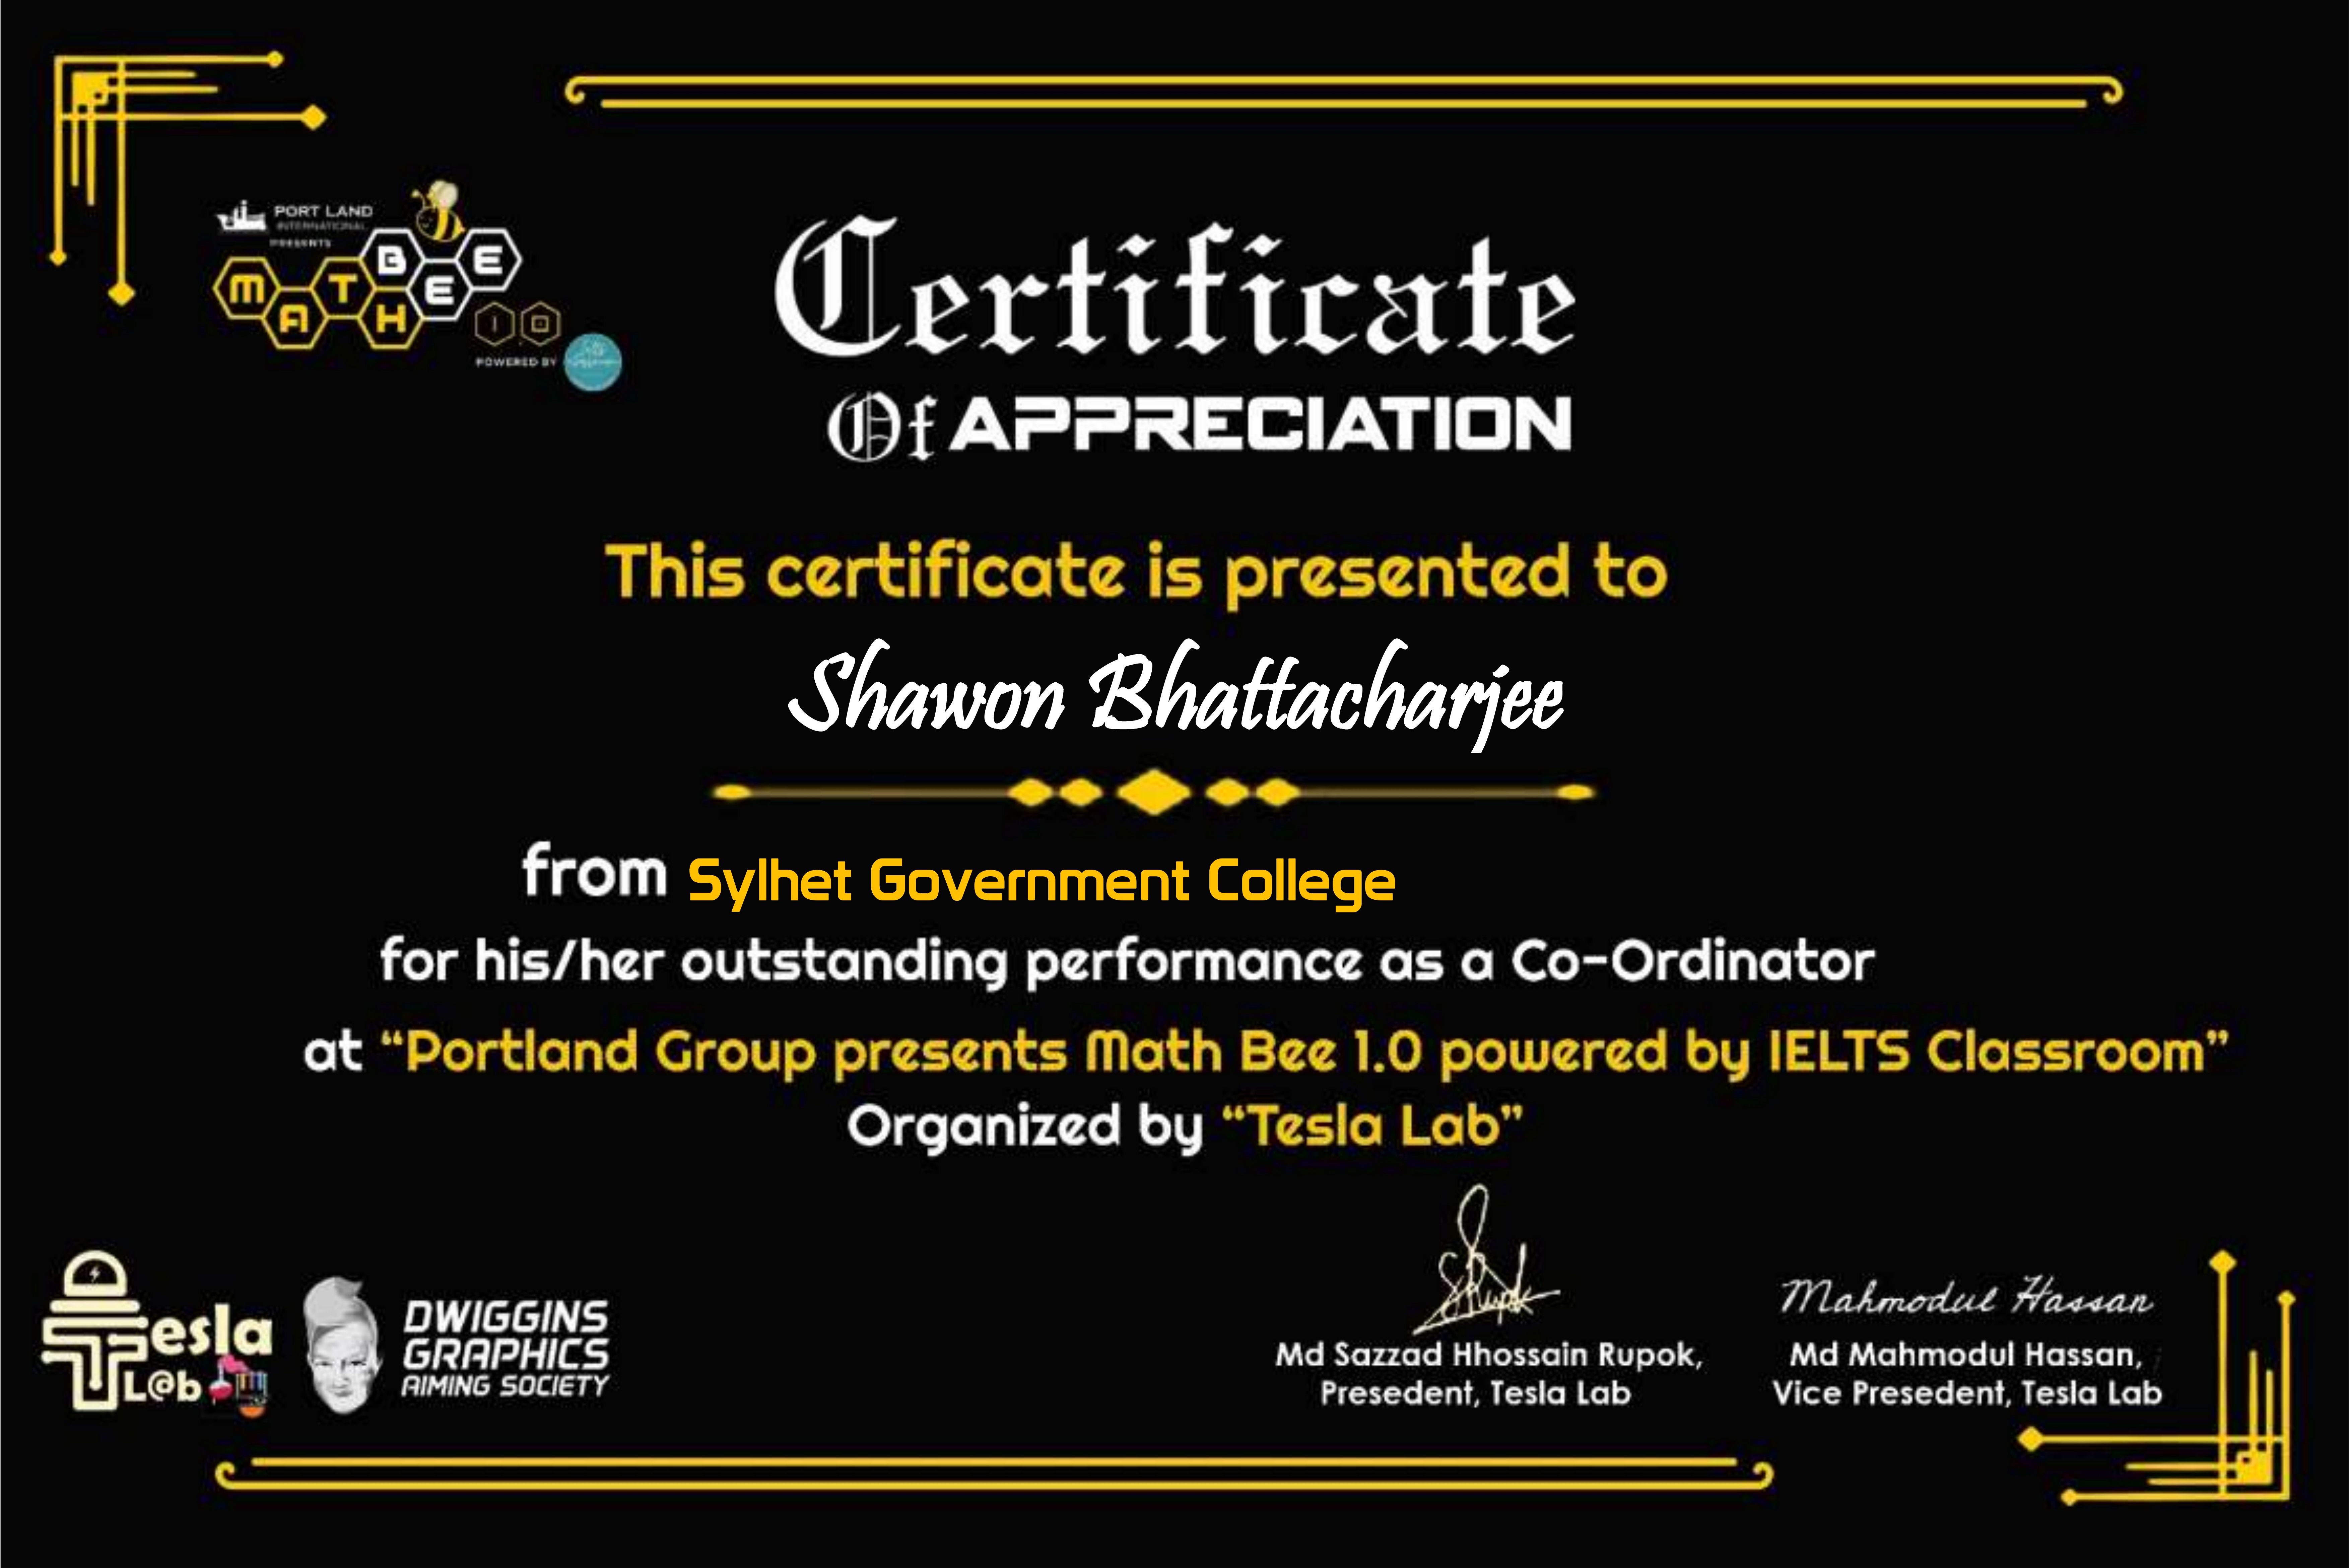 PORT LAND
INTERNATIONAL
PRESENTS
MATH BEE
1.0
POWERED BY
Certificate
Of APPRECIATION
This certificate is presented to
Shawon Bhattacharjee
from Sylhet Government College
for his/her outstanding performance as a Co-Ordinator
at “Portland Group presents Math Bee 1.0 powered by IELTS Classroom”
Organized by “Tesla Lab”
Tesla
L@b
DWIGGINS
GRAPHICS
AIMING SOCIETY
Mahmodul Hassan
Md Sazzad Hhossain Rupok,
Presedent, Tesla Lab
Md Mahmodul Hassan,
Vice Presedent, Tesla Lab